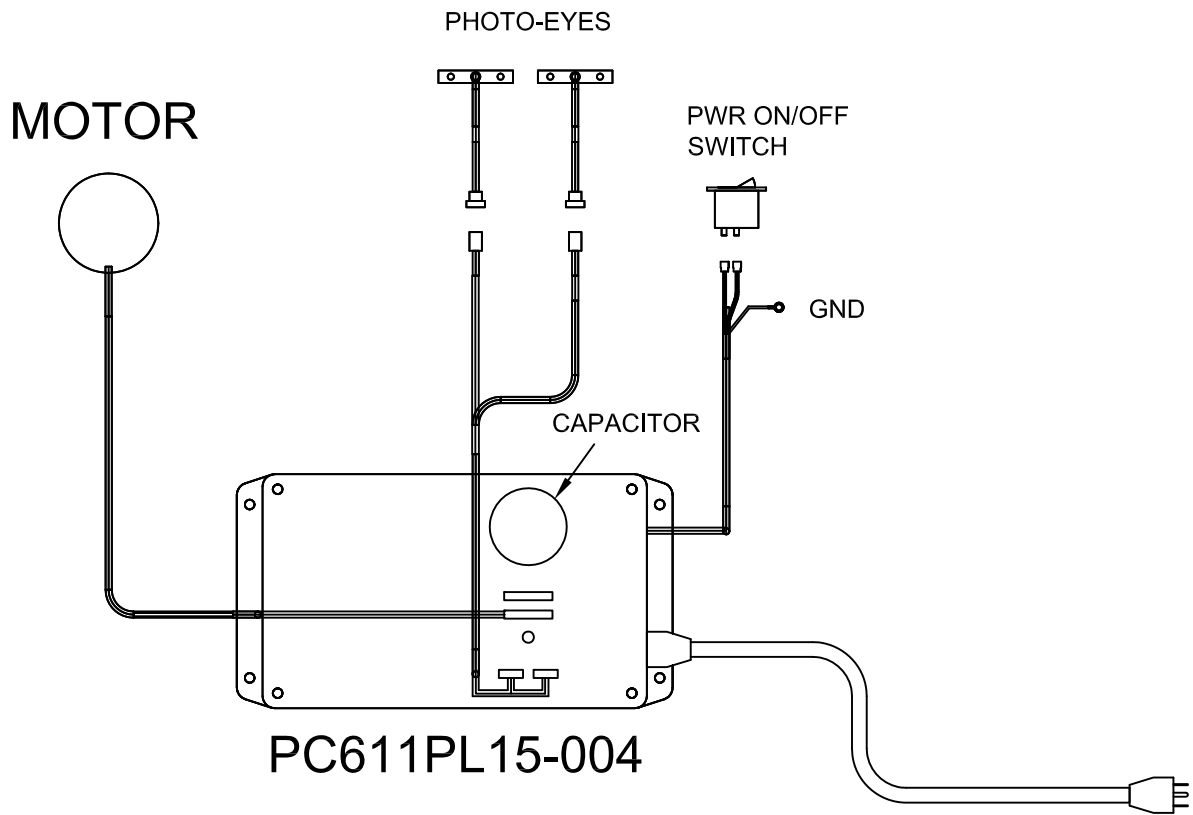 PHOTO-EYES
MOTOR
PWR ON/OFF
SWITCH
GND
CAPACITOR
PC611PL15-004